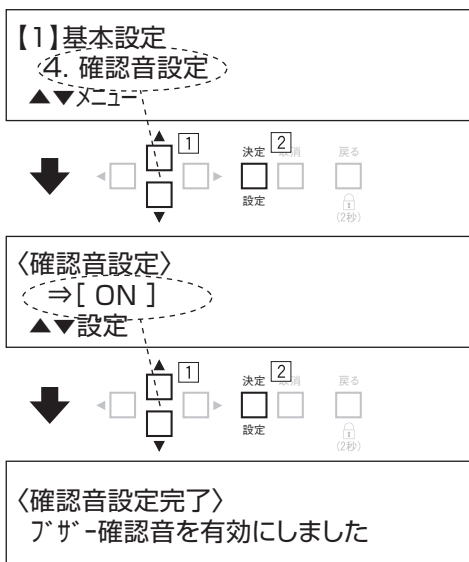 【1】基本設定
4. 確認音設定
▲▼メニュー
▲ 1 決定 2 取消 戻る
◀ ▶
▼ 設定 (2秒)
〈確認音設定〉
⇒[ ON ]
▲▼設定
▲ 1 決定 2 取消 戻る
◀ ▶
▼ 設定 (2秒)
〈確認音設定完了〉
ブザー確認音を有効にしました